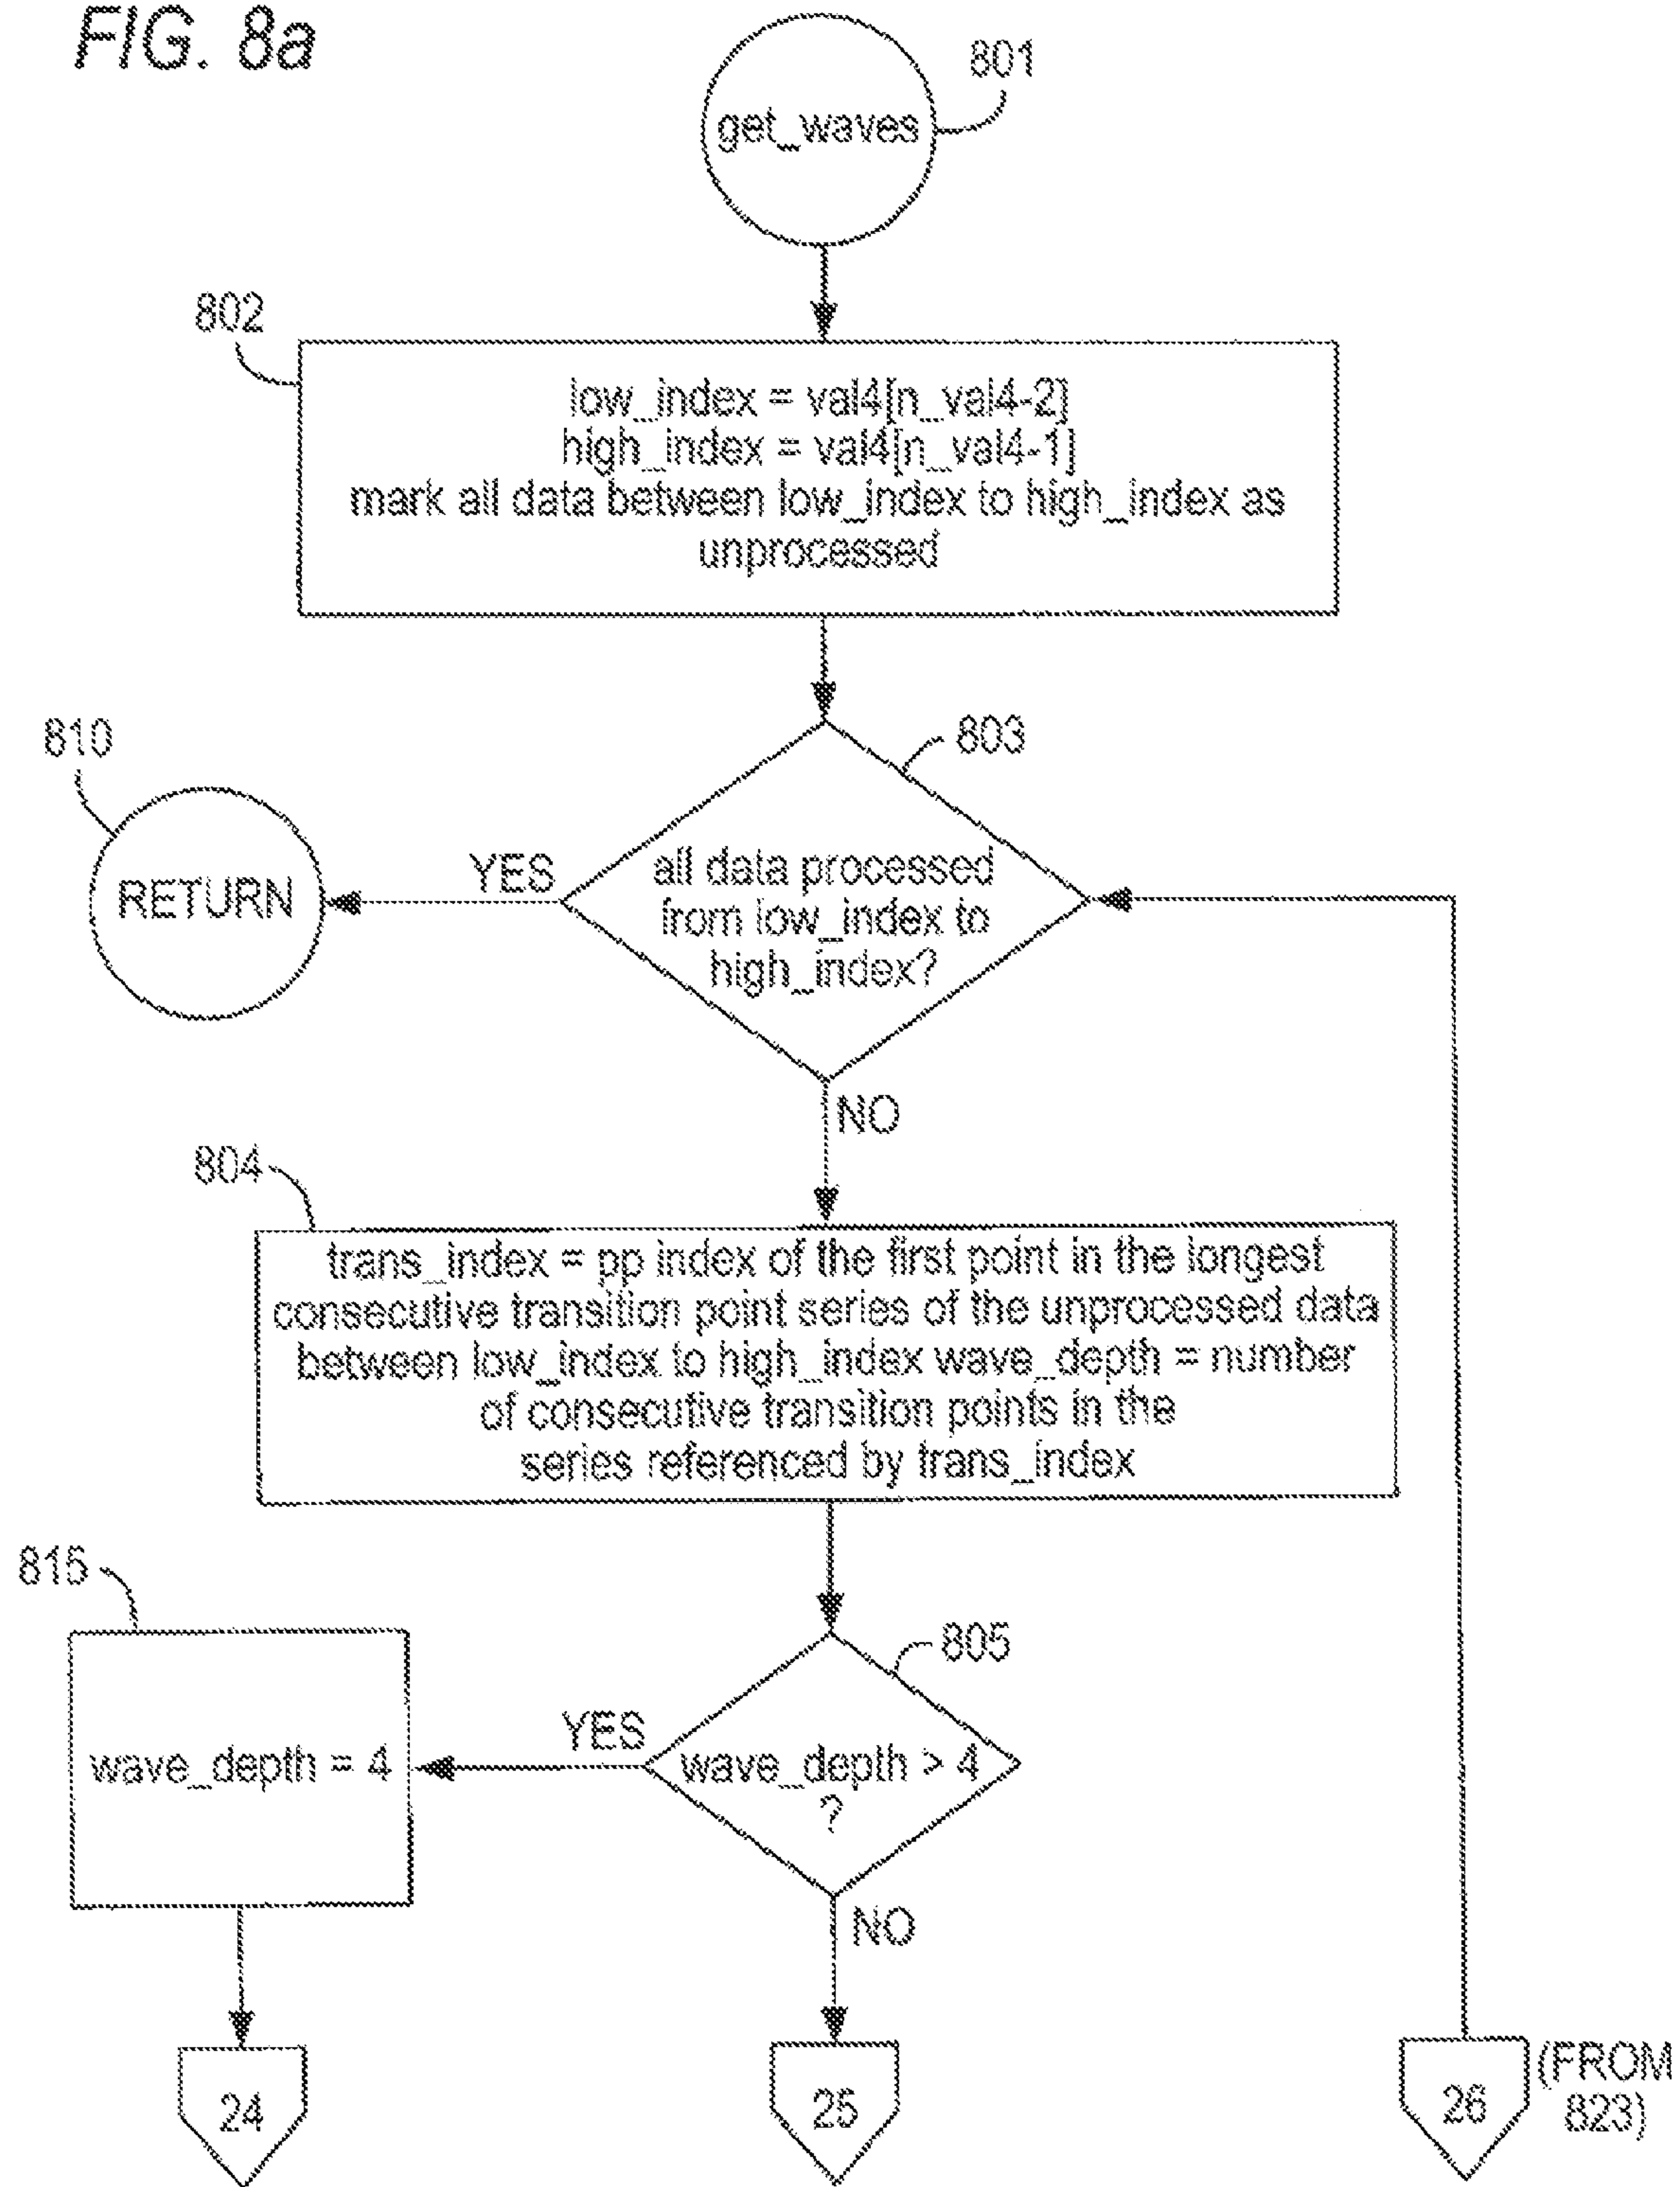 FIG. 8a
801
get_waves
802
low_index = val4[n_val4-2]
high_index = val4[n_val4-1]
mark all data between low_index to high_index as
unprocessed
810
803
RETURN
YES
all data processed
from low_index to
high_index?
NO
804
trans_index = pp index of the first point in the longest
consecutive transition point series of the unprocessed data
between low_index to high_index wave_depth = number
of consecutive transition points in the
series referenced by trans_index
815
805
wave_depth = 4
YES
wave_depth > 4
?
NO
24
25
26
(FROM
823)